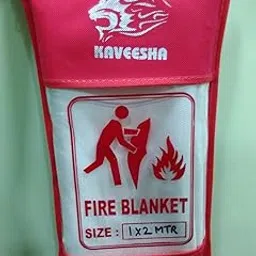 KAVEESHA
FIRE BLANKET
SIZE : 1X2 MTR